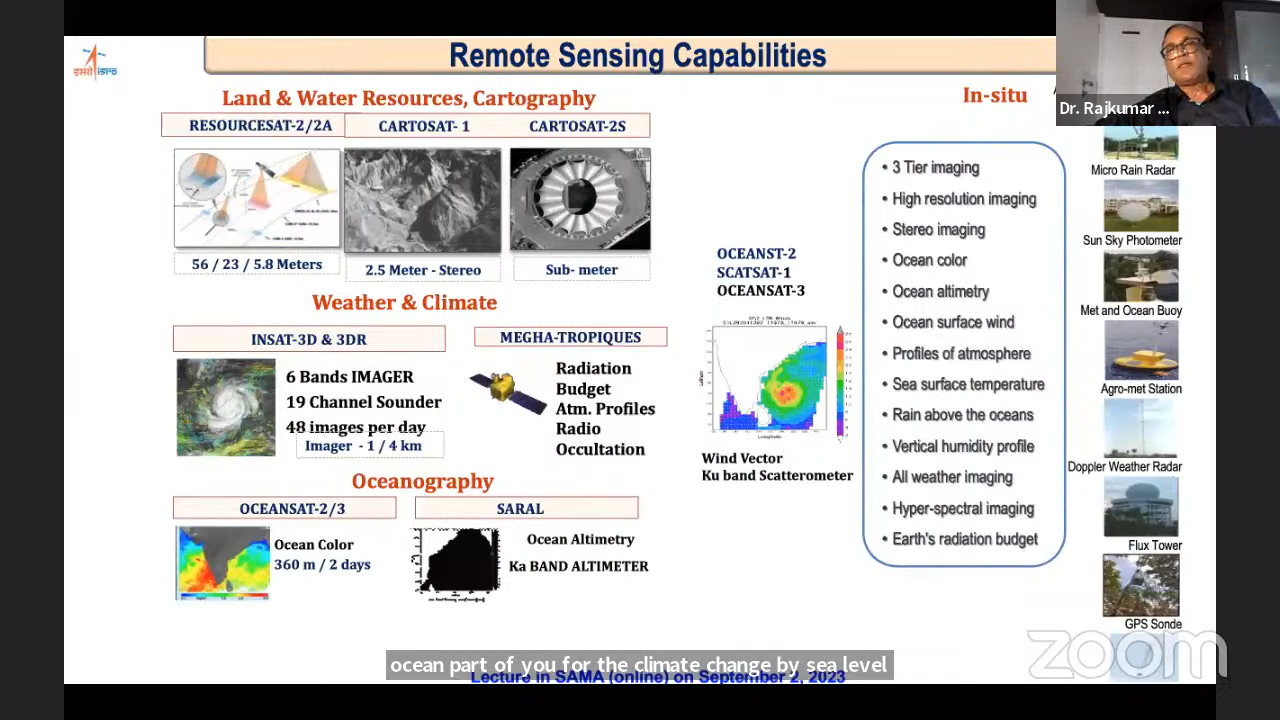 Remote Sensing Capabilities
इसरो isro
Land & Water Resources, Cartography
In-situ
Dr. Rajkumar ...
RESOURCESAT-2/2A
CARTOSAT- 1
CARTOSAT-2S
56 / 23 / 5.8 Meters
2.5 Meter - Stereo
Sub- meter
Weather & Climate
INSAT-3D & 3DR
6 Bands IMAGER
19 Channel Sounder
48 images per day
Imager - 1 / 4 km
MEGHA-TROPIQUES
Radiation
Budget
Atm. Profiles
Radio
Occultation
Oceanography
OCEANSAT-2/3
Ocean Color
360 m / 2 days
SARAL
Ocean Altimetry
Ka BAND ALTIMETER
OCEANST-2
SCATSAT-1
OCEANSAT-3
Wind Vector
Ku band Scatterometer
• 3 Tier imaging
• High resolution imaging
• Stereo imaging
• Ocean color
• Ocean altimetry
• Ocean surface wind
• Profiles of atmosphere
• Sea surface temperature
• Rain above the oceans
• Vertical humidity profile
• All weather imaging
• Hyper-spectral imaging
• Earth's radiation budget
Micro Rain Radar
Sun Sky Photometer
Met and Ocean Buoy
Agro-met Station
Doppler Weather Radar
Flux Tower
GPS Sonde
zoom
ocean part of you for the climate change by sea level
Lecture in SAMA (online) on September 2, 2023